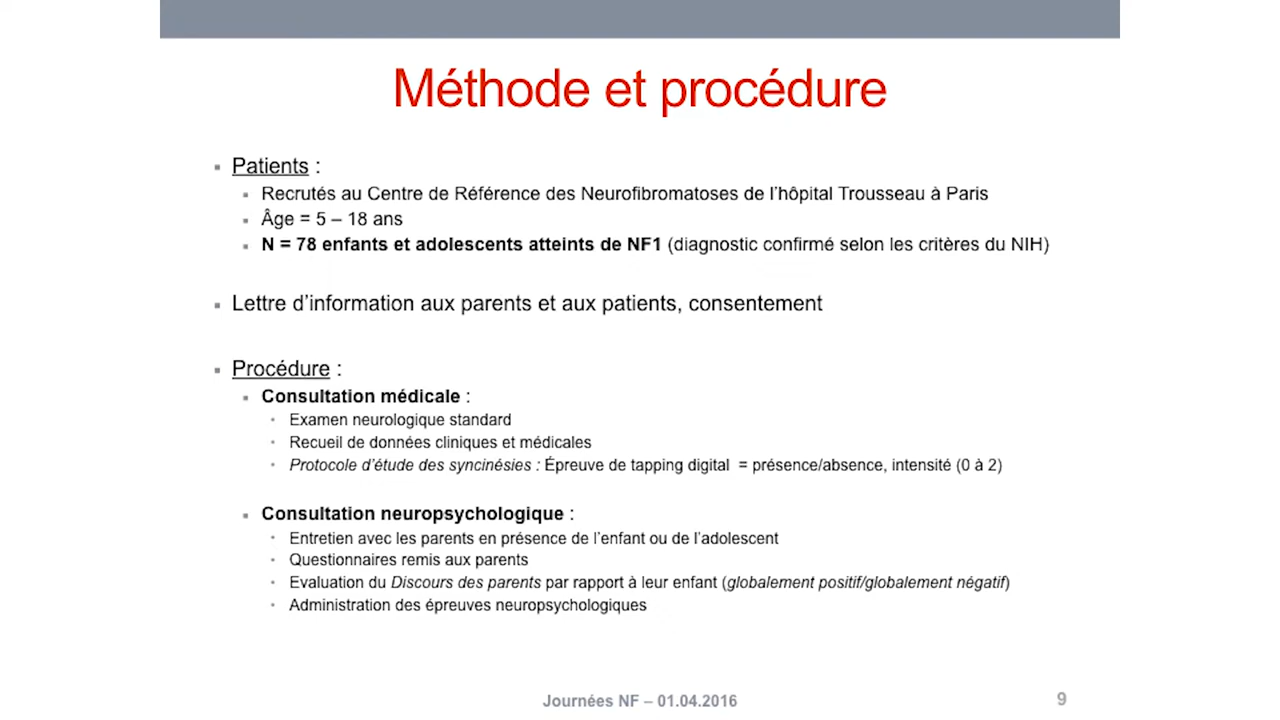 Méthode et procédure
Patients :
Recrutés au Centre de Référence des Neurofibromatoses de l'hôpital Trousseau à Paris
Âge = 5 – 18 ans
N = 78 enfants et adolescents atteints de NF1 (diagnostic confirmé selon les critères du NIH)
Lettre d'information aux parents et aux patients, consentement
Procédure :
Consultation médicale :
Examen neurologique standard
Recueil de données cliniques et médicales
Protocole d'étude des syncinésies : Épreuve de tapping digital = présence/absence, intensité (0 à 2)
Consultation neuropsychologique :
Entretien avec les parents en présence de l'enfant ou de l'adolescent
Questionnaires remis aux parents
Evaluation du Discours des parents par rapport à leur enfant (globalement positif/globalement négatif)
Administration des épreuves neuropsychologiques
Journées NF – 01.04.2016
9